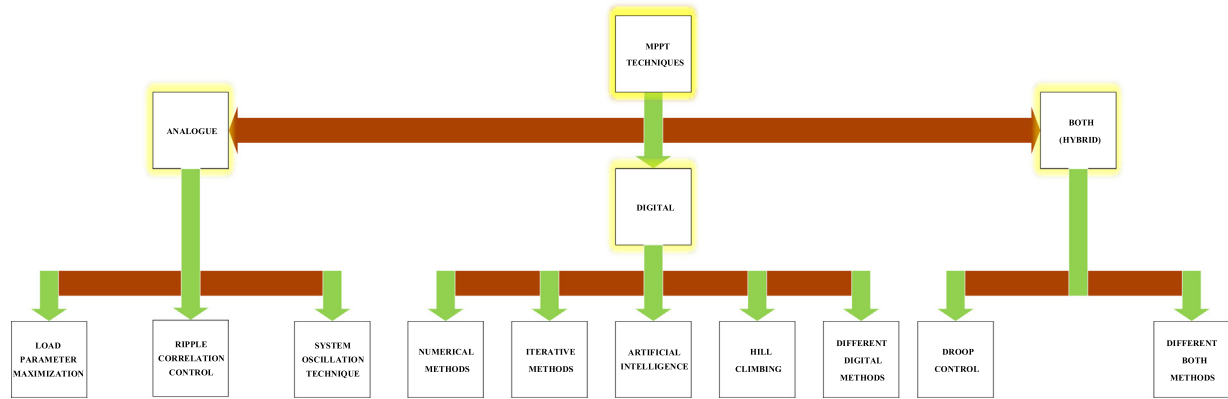 MPPT
TECHNIQUES
ANALOGUE
BOTH
(HYBRID)
DIGITAL
LOAD
PARAMETER
MAXIMIZATION
RIPPLE
CORRELATION
CONTROL
SYSTEM
OSCILLATION
TECHNIQUE
NUMERICAL
METHODS
ITERATIVE
METHODS
ARTIFICIAL
INTELLIGENCE
HILL
CLIMBING
DIFFERENT
DIGITAL
METHODS
DROOP
CONTROL
DIFFERENT
BOTH
METHODS